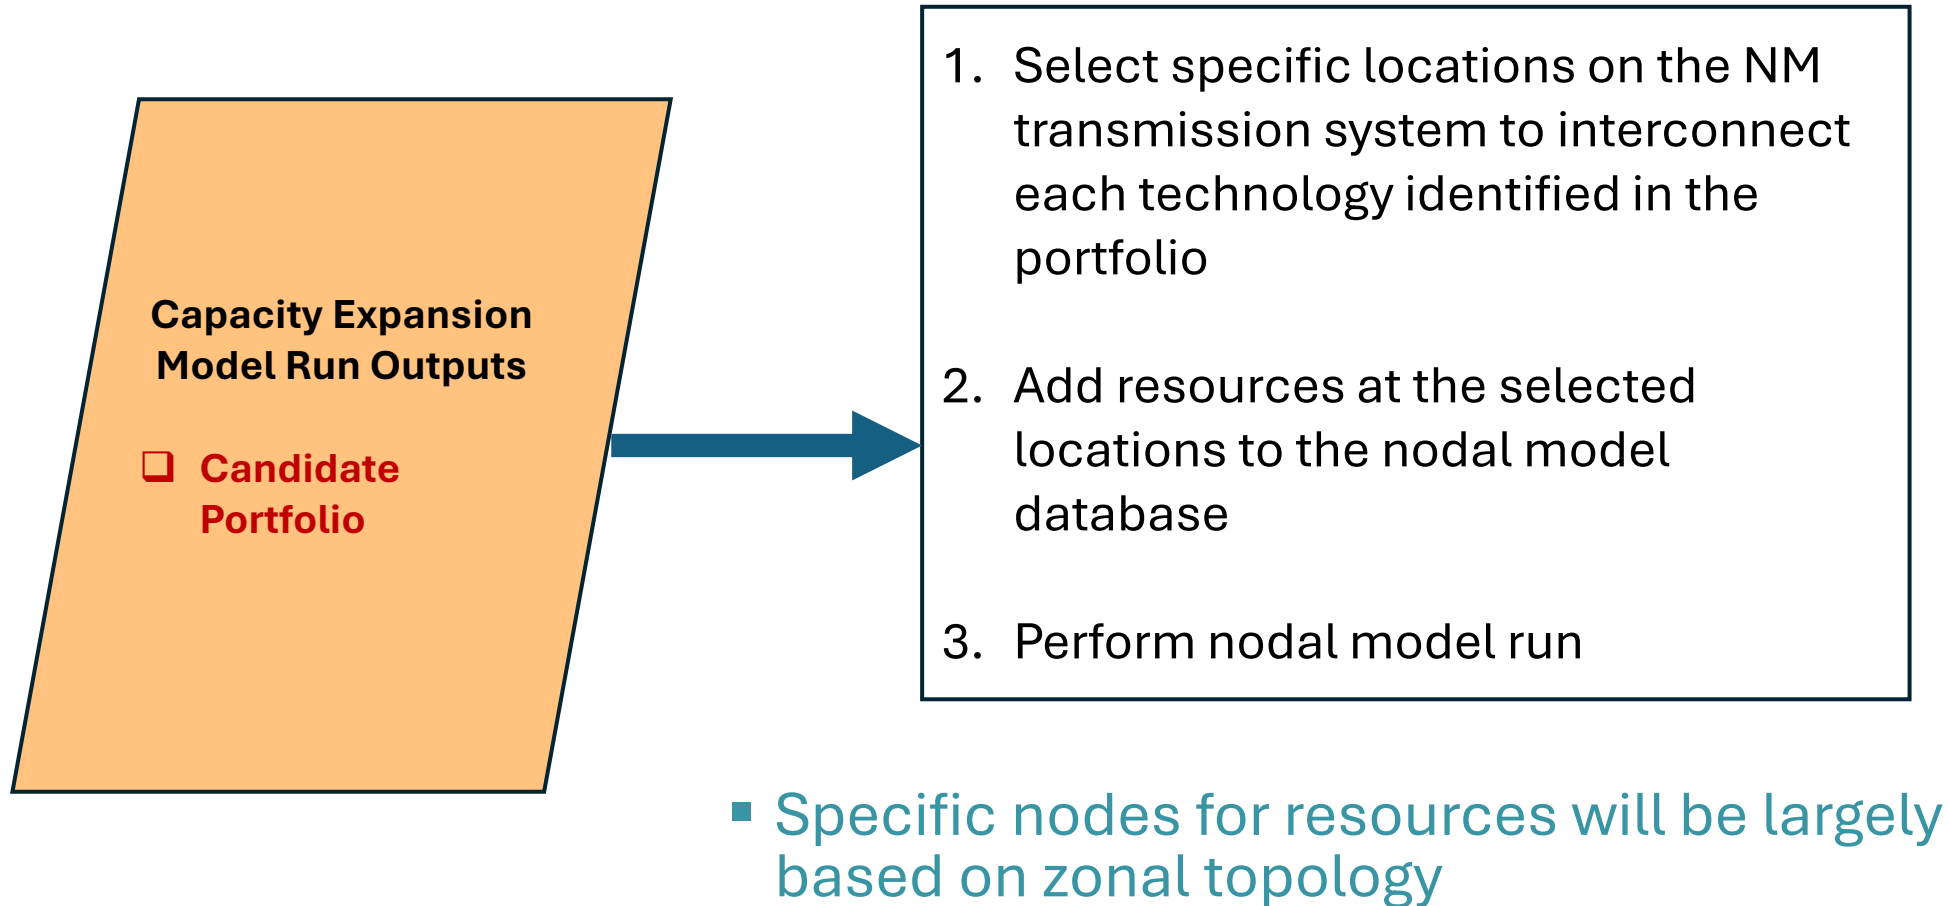 Capacity Expansion
Model Run Outputs
❑ Candidate
Portfolio
1. Select specific locations on the NM
transmission system to interconnect
each technology identified in the
portfolio
2. Add resources at the selected
locations to the nodal model
database
3. Perform nodal model run
▪ Specific nodes for resources will be largely
based on zonal topology